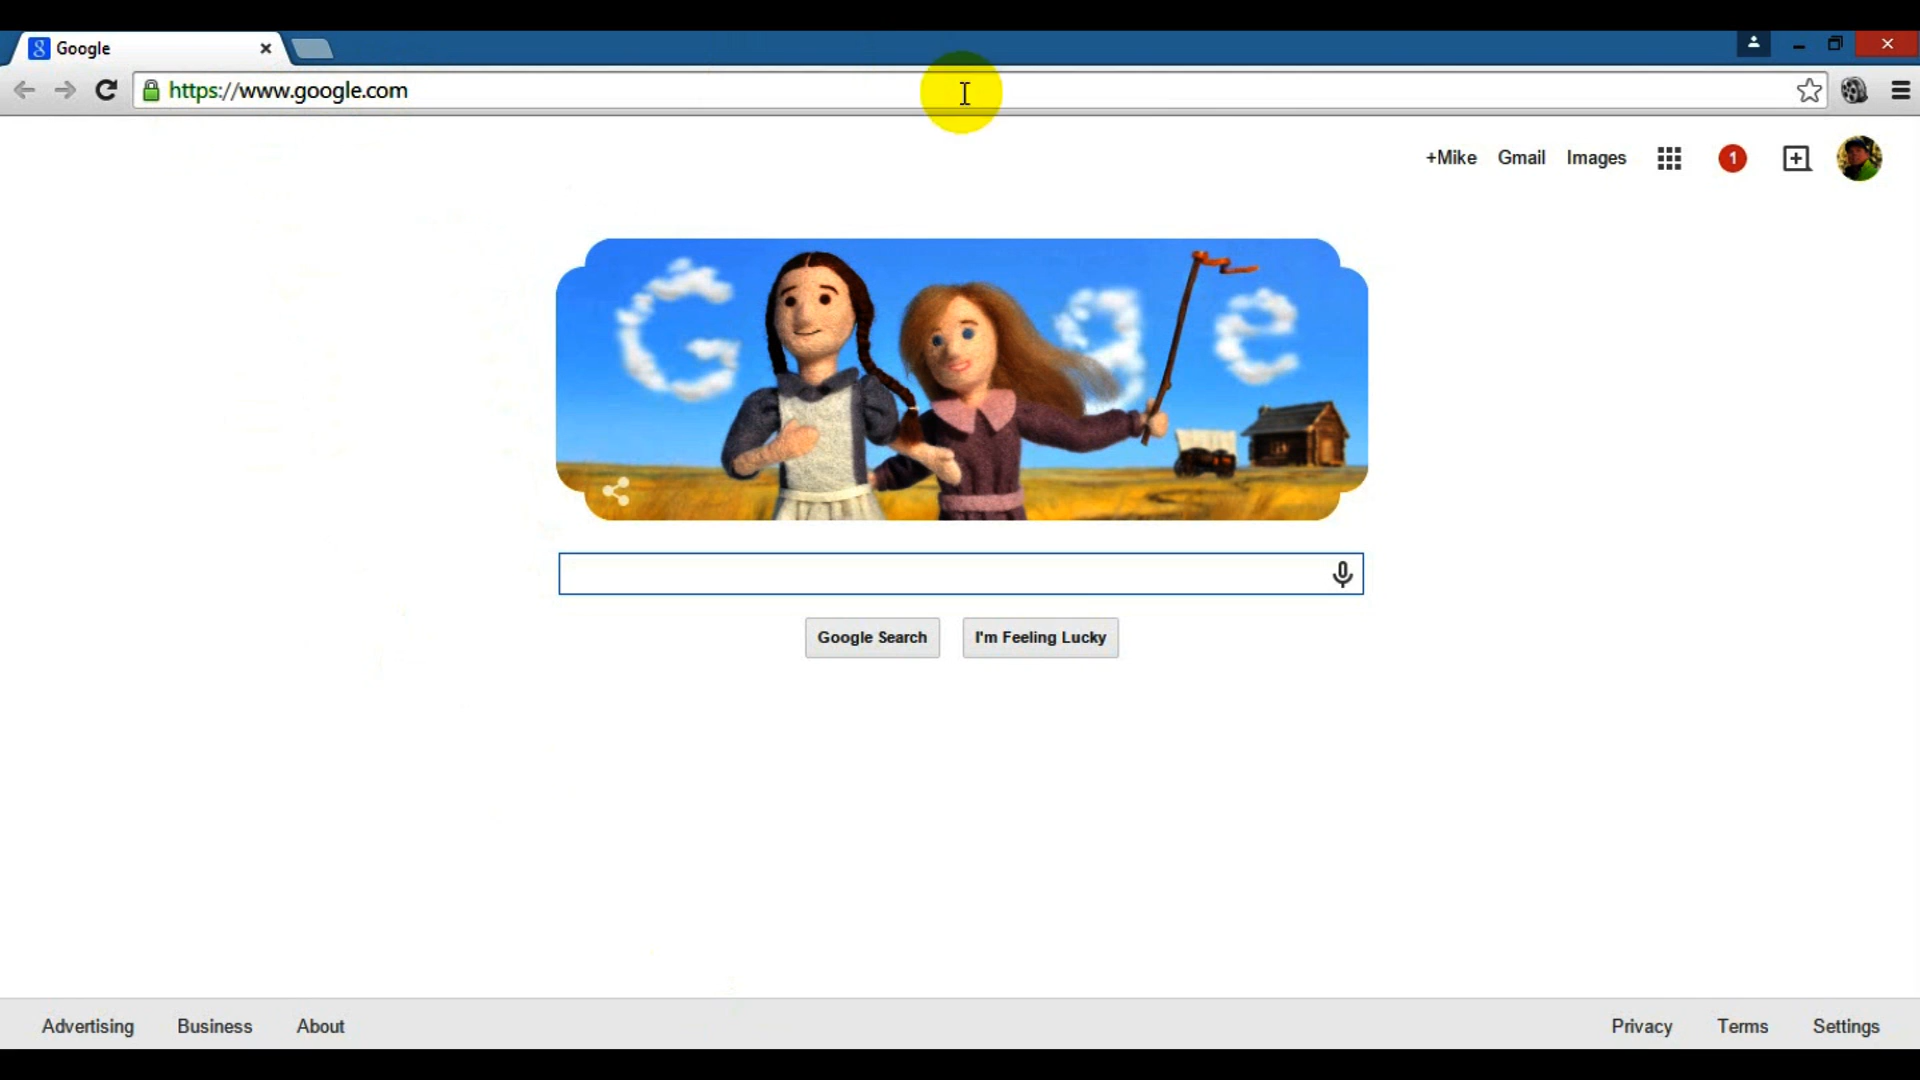 Google
https://www.google.com
+Mike Gmail Images 1
G g e
Google Search I'm Feeling Lucky
Advertising Business About Privacy Terms Settings